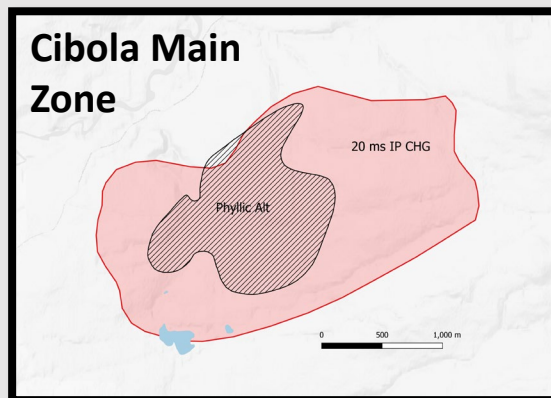 Cibola Main
Zone
20 ms IP CHG
Phyllic Alt
0 500 1,000 m